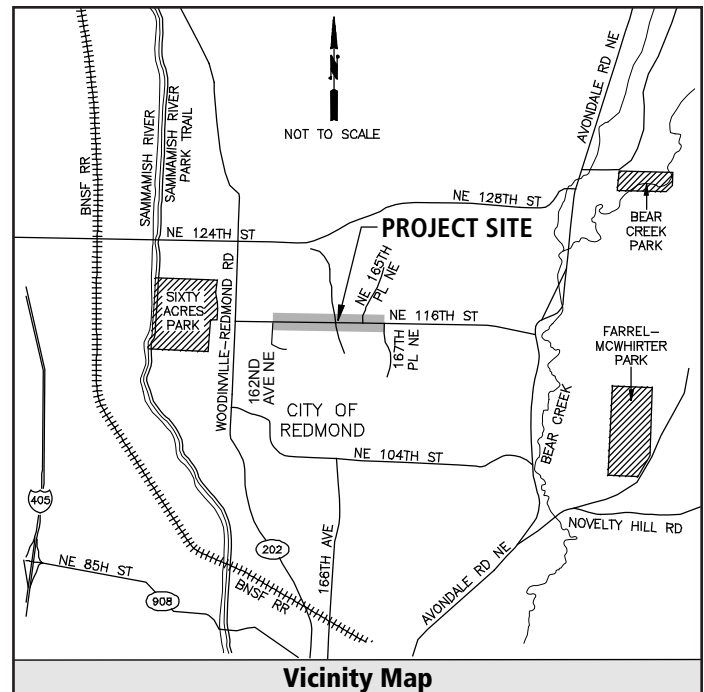 N
NOT TO SCALE
BNSF RR
SAMMAMISH RIVER
SAMMAMISH RIVER
PARK TRAIL
AVONDALE RD NE
NE 128TH ST
BEAR
CREEK
PARK
NE 124TH ST
PROJECT SITE
NE 165TH
PL NE
SIXTY
ACRES
PARK
WOODINVILLE-REDMOND RD
NE 116TH ST
162ND
AVE NE
167TH
PL NE
FARREL-
MCWHIRTER
PARK
CITY OF
REDMOND
BEAR CREEK
NE 104TH ST
405
NOVELTY HILL RD
202
166TH AVE
NE 85H ST
908
BNSF RR
AVONDALE RD NE
Vicinity Map